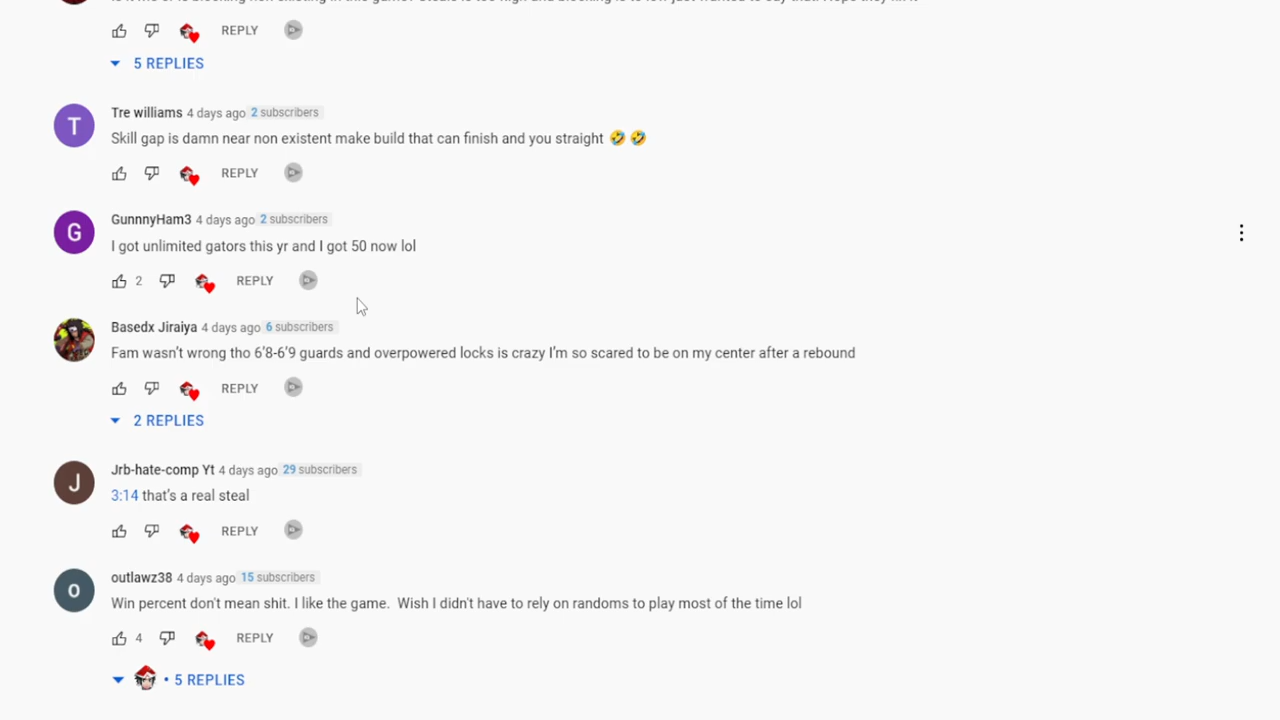 REPLY
5 REPLIES
Tre williams 4 days ago 2 subscribers
Skill gap is damn near non existent make build that can finish and you straight 🤣 🤣
REPLY
GunnnyHam3 4 days ago 2 subscribers
I got unlimited gators this yr and I got 50 now lol
2 REPLY
Basedx Jiraiya 4 days ago 6 subscribers
Fam wasn't wrong tho 6'8-6'9 guards and overpowered locks is crazy I'm so scared to be on my center after a rebound
REPLY
2 REPLIES
Jrb-hate-comp Yt 4 days ago 29 subscribers
3:14 that's a real steal
REPLY
outlawz38 4 days ago 15 subscribers
Win percent don't mean shit. I like the game.  Wish I didn't have to rely on randoms to play most of the time lol
4 REPLY
• 5 REPLIES